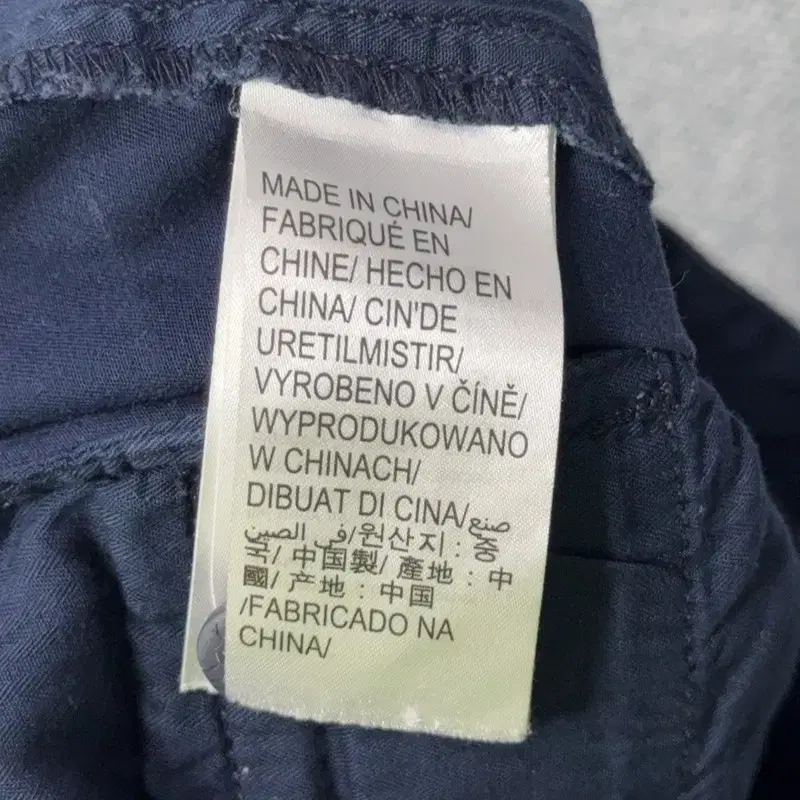 MADE IN CHINA/
FABRIQUÉ EN
CHINE/ HECHO EN
CHINA/ CIN'DE
URETILMISTIR/
VYROBENO V ČÍNĚ/
WYPRODUKOWANO
W CHINACH/
DIBUAT DI CINA/صنع
في الصين/원산지 : 중
국/ 中国製/ 產地 : 中
國/ 产地 : 中国
/FABRICADO NA
CHINA/